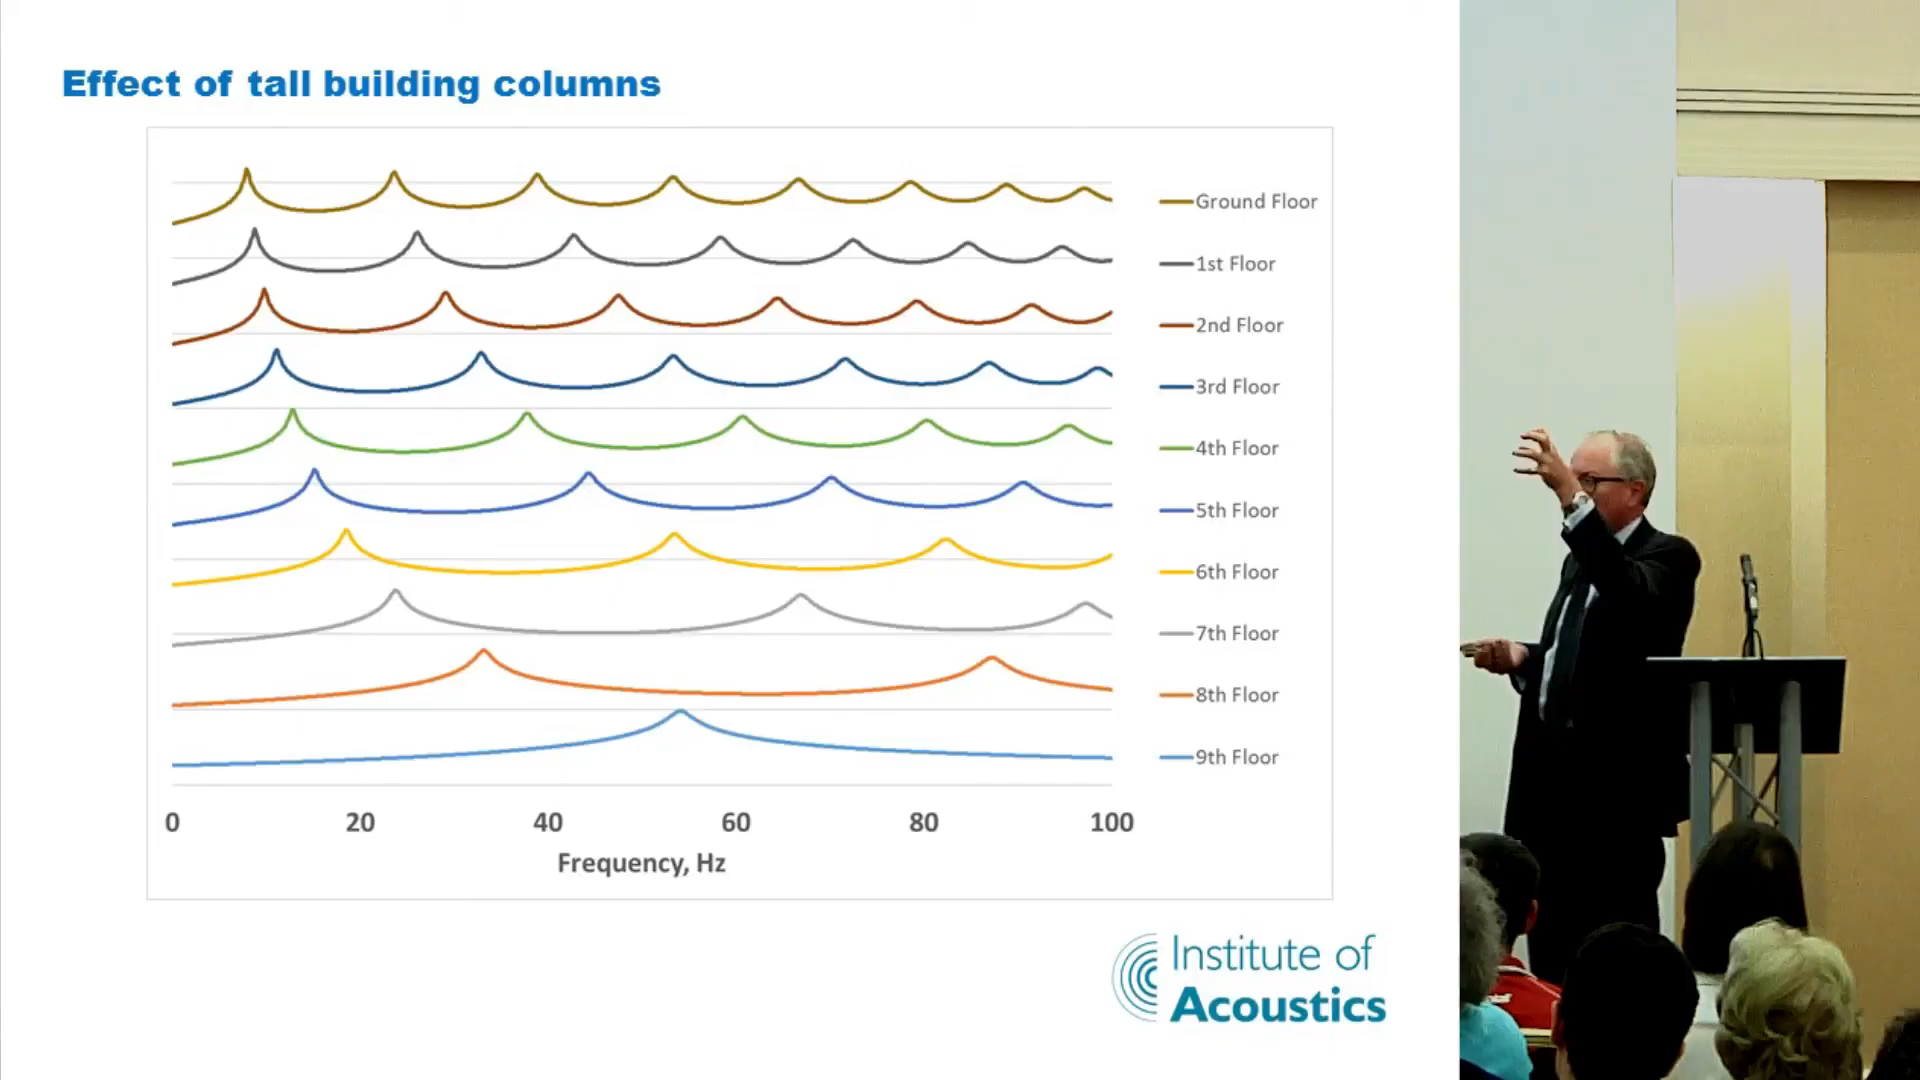 Effect of tall building columns
Ground Floor
1st Floor
2nd Floor
3rd Floor
4th Floor
5th Floor
6th Floor
7th Floor
8th Floor
9th Floor
0 20 40 60 80 100
Frequency, Hz
Institute of
Acoustics